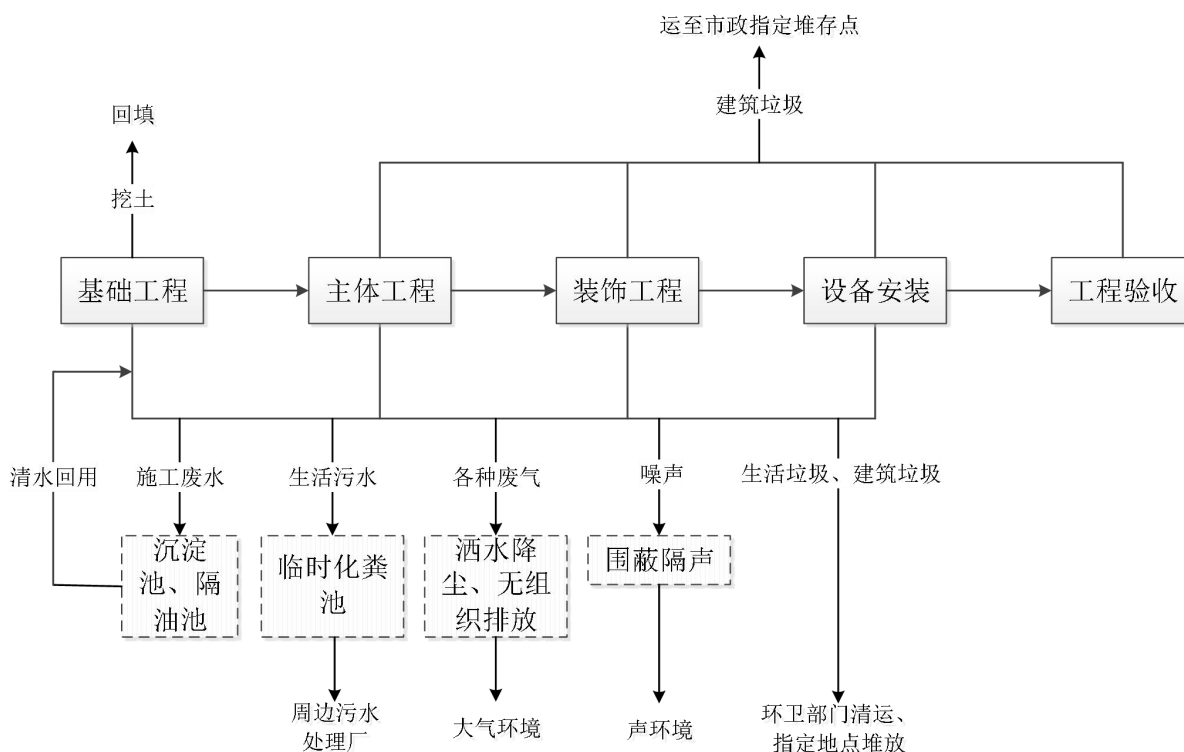 运至市政指定堆存点
建筑垃圾
回填
挖土
基础工程
主体工程
装饰工程
设备安装
工程验收
清水回用
施工废水
生活污水
各种废气
噪声
生活垃圾、建筑垃圾
沉淀
池、隔
油池
临时化粪
池
洒水降
尘、无组
织排放
围蔽隔声
周边污水
处理厂
大气环境
声环境
环卫部门清运、
指定地点堆放